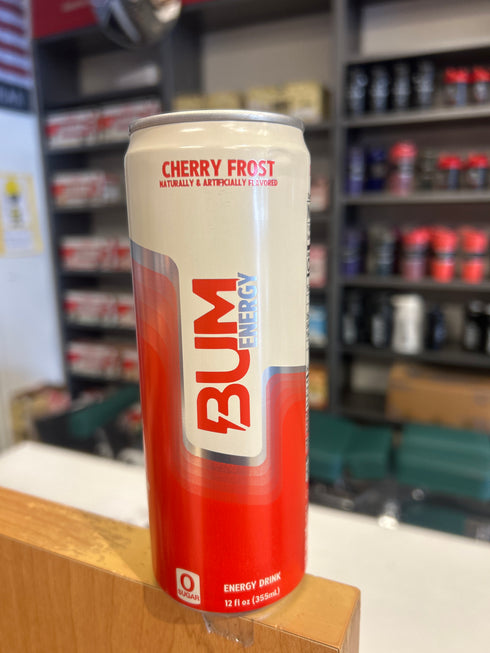 CHERRY FROST
NATURALLY & ARTIFICIALLY FLAVORED
BUM
ENERGY
0
SUGAR
ENERGY DRINK
12 fl oz (355mL)